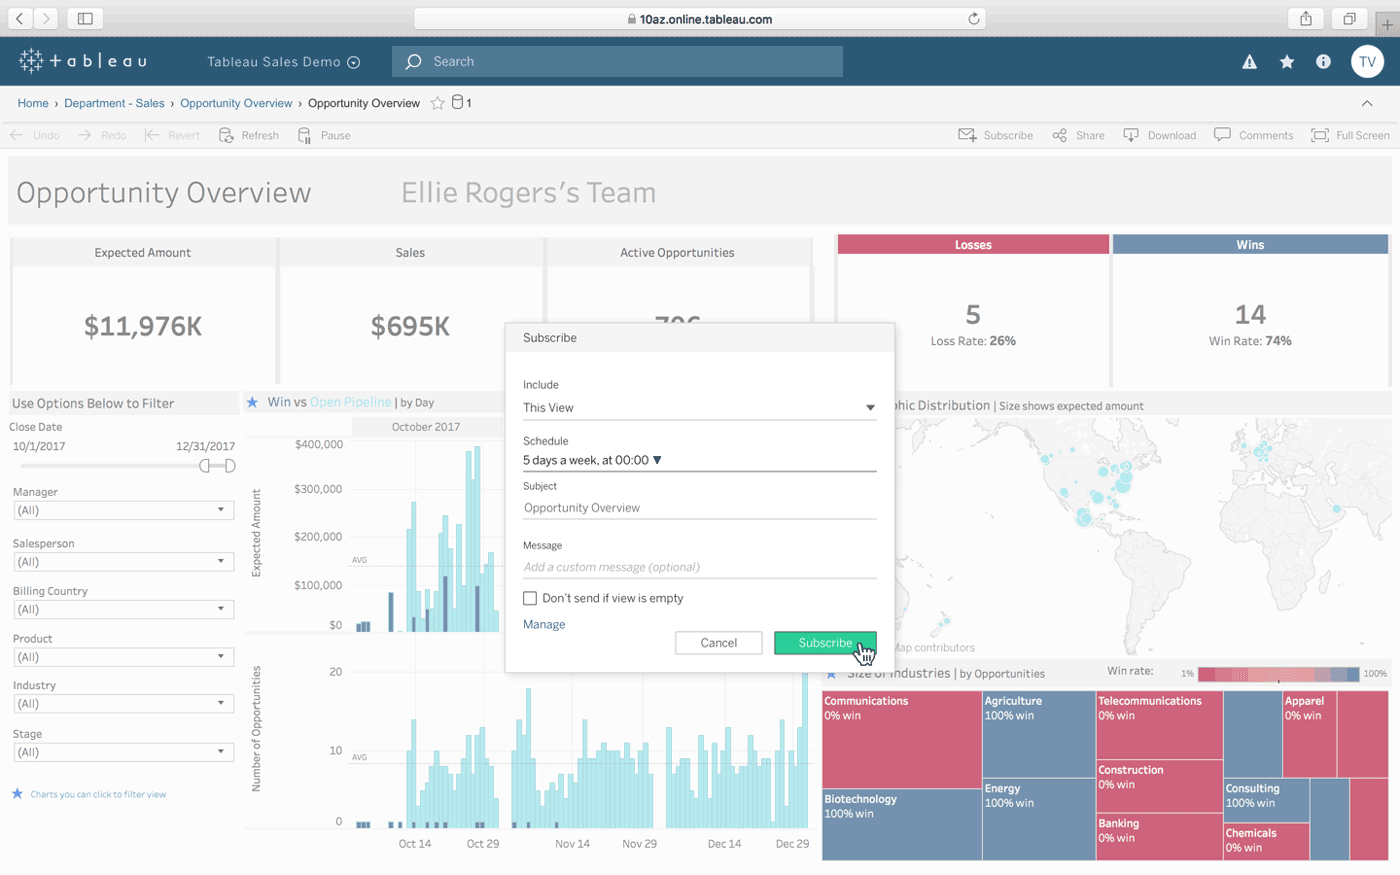 10az.online.tableau.com
+ a b l e a u
Tableau Sales Demo
Search
TV
Home › Department - Sales › Opportunity Overview › Opportunity Overview
1
Undo
Redo
Revert
Refresh
Pause
Subscribe
Share
Download
Comments
Full Screen
Opportunity Overview
Ellie Rogers's Team
Expected Amount
Sales
Active Opportunities
Losses
Wins
$11,976K
$695K
5
Loss Rate: 26%
14
Win Rate: 74%
Subscribe
Include
This View
Schedule
5 days a week, at 00:00
Subject
Opportunity Overview
Message
Add a custom message (optional)
Don't send if view is empty
Manage
Cancel
Subscribe
Use Options Below to Filter
Close Date
10/1/2017
12/31/2017
Manager
(All)
Salesperson
(All)
Billing Country
(All)
Product
(All)
Industry
(All)
Stage
(All)
Charts you can click to filter view
Win vs Open Pipeline | by Day
October 2017
Expected Amount
$400,000
$300,000
$200,000
AVG
$100,000
$0
Number of Opportunities
20
10
AVG
0
Oct 14
Oct 29
Nov 14
Nov 29
Dec 14
Dec 29
Distribution | Size shows expected amount
Map contributors
Size of Industries | by Opportunities
Win rate:
1%
100%
Communications
0% win
Biotechnology
100% win
Agriculture
100% win
Energy
100% win
Telecommunications
0% win
Construction
0% win
Banking
0% win
Apparel
0% win
Consulting
100% win
Chemicals
0% win